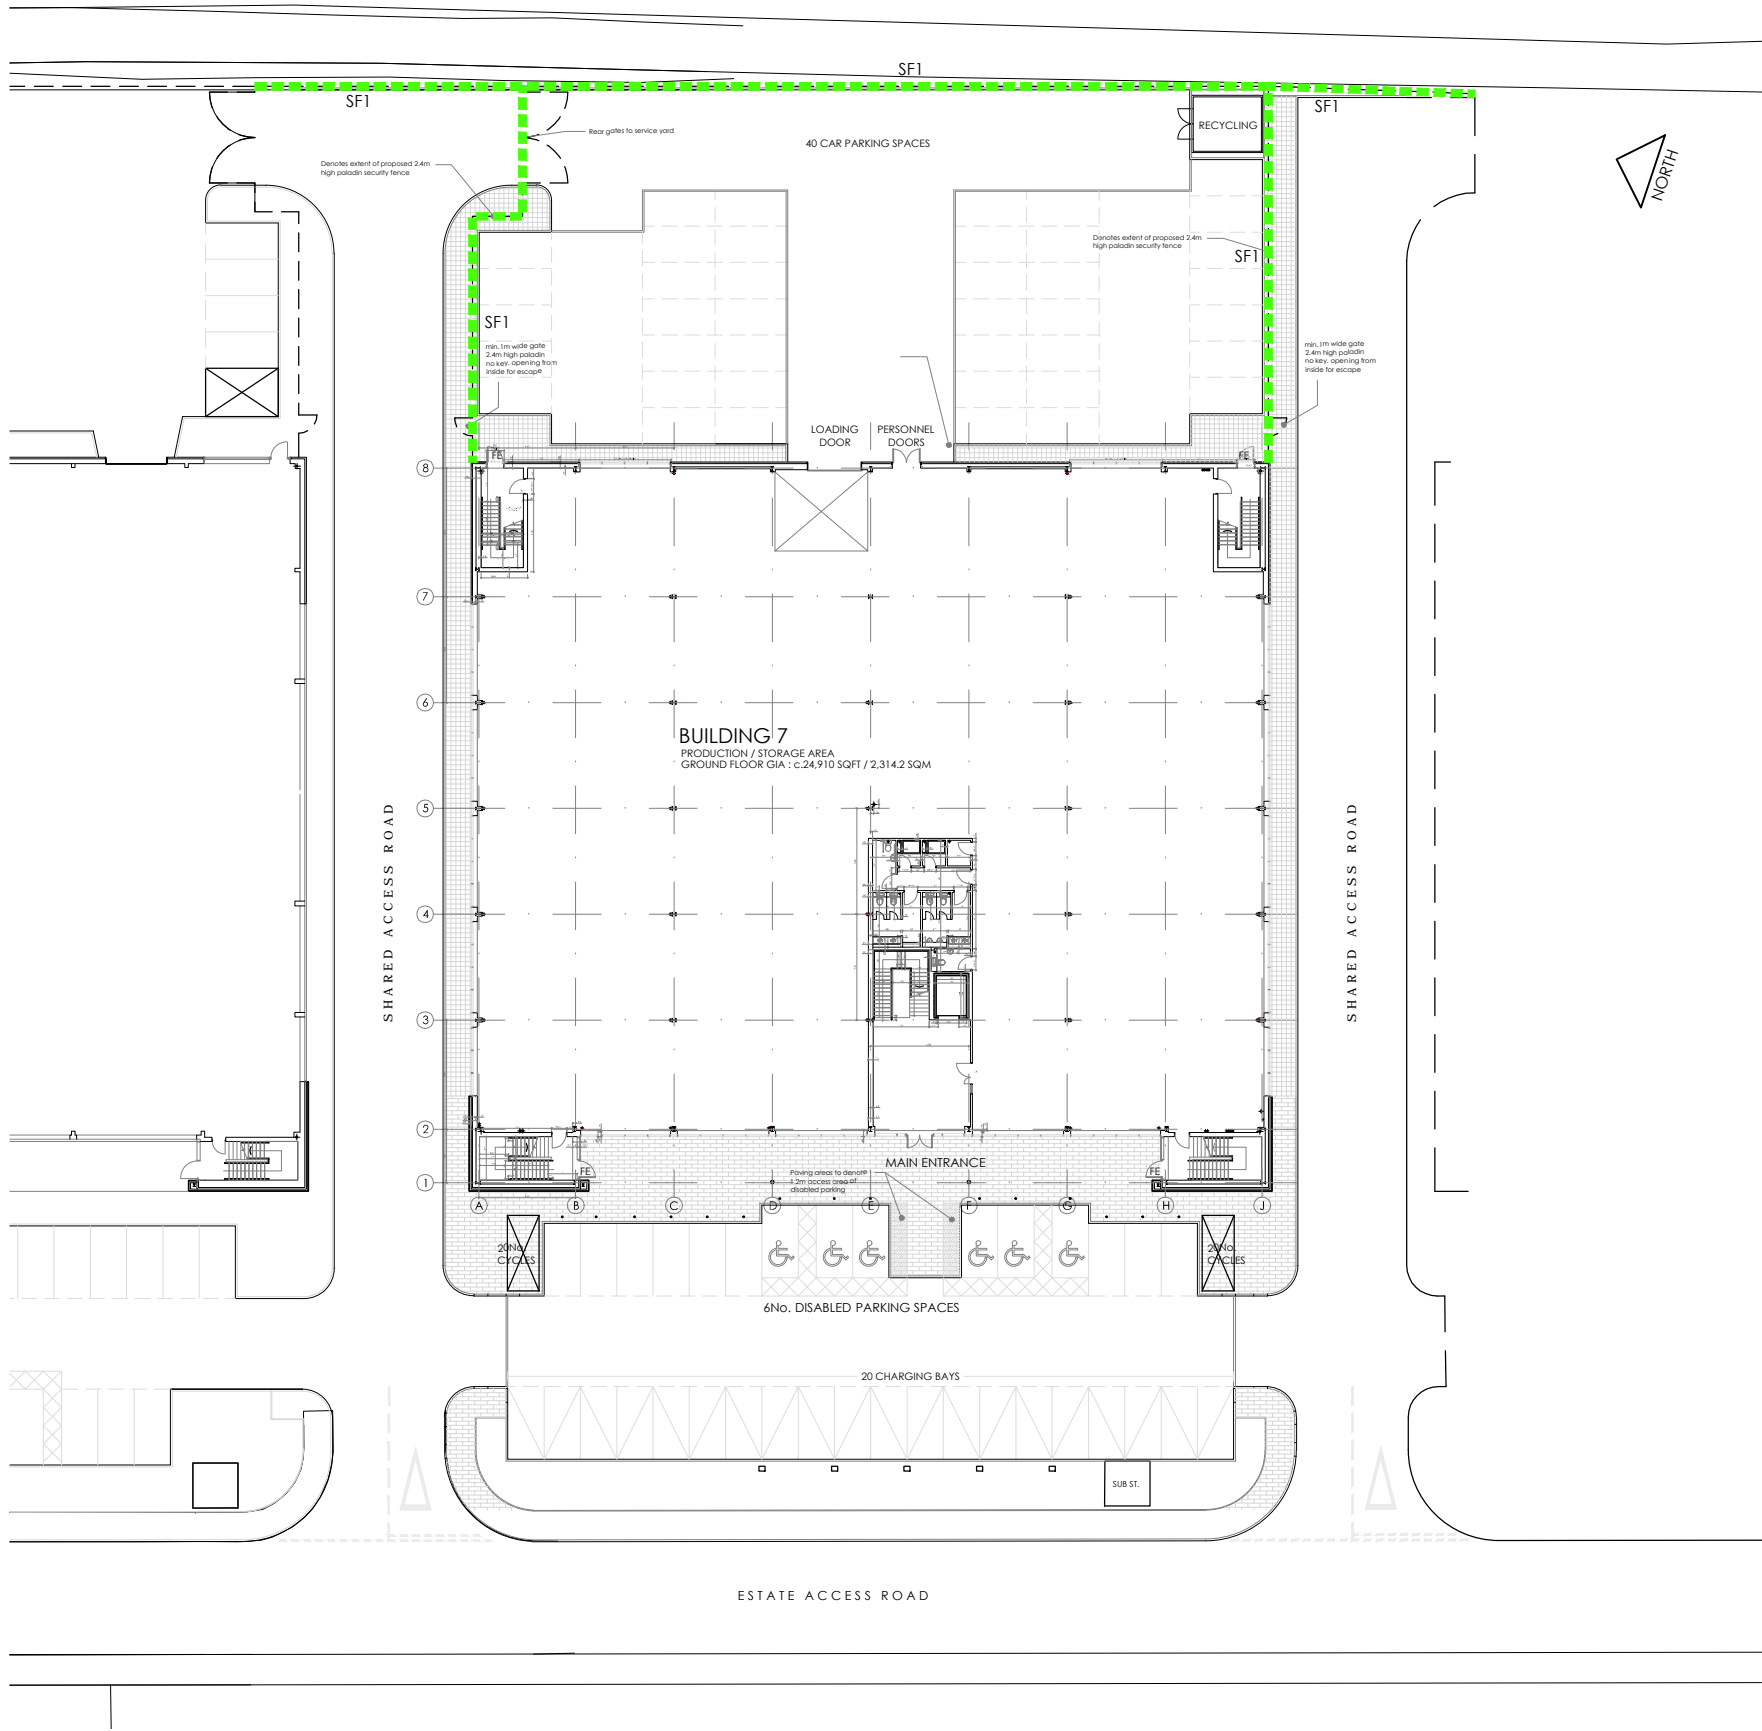 SF1
SF1
SF1
RECYCLING
Rear gates to service yard
40 CAR PARKING SPACES
NORTH
Denotes extent of proposed 2.4m
high paladin security fence
Denotes extent of proposed 2.4m
high paladin security fence
SF1
SF1
min. 1m wide gate
2.4m high paladin
no key. opening from
inside for escape
min. 1m wide gate
2.4m high paladin
no key. opening from
inside for escape
LOADING
DOOR
PERSONNEL
DOORS
FE
FE
8
7
6
BUILDING 7
PRODUCTION / STORAGE AREA
GROUND FLOOR GIA : c.24,910 SQFT / 2,314.2 SQM
5
SHARED ACCESS ROAD
SHARED ACCESS ROAD
4
3
2
MAIN ENTRANCE
FE
FE
Paving areas to denote
1.2m access area of
disabled parking
1
A
B
C
D
E
F
G
H
J
20No.
CYCLES
20No.
CYCLES
6No. DISABLED PARKING SPACES
20 CHARGING BAYS
SUB ST.
ESTATE ACCESS ROAD